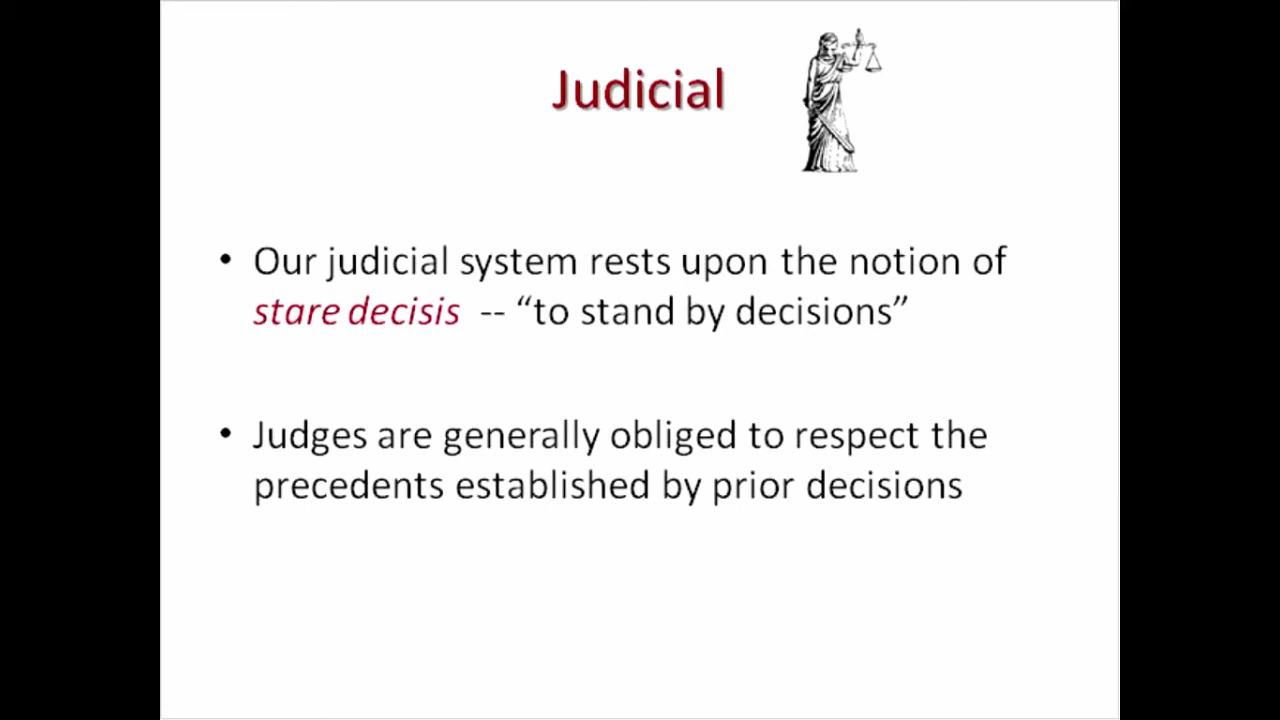 Judicial
• Our judicial system rests upon the notion of
stare decisis -- “to stand by decisions”
• Judges are generally obliged to respect the
precedents established by prior decisions